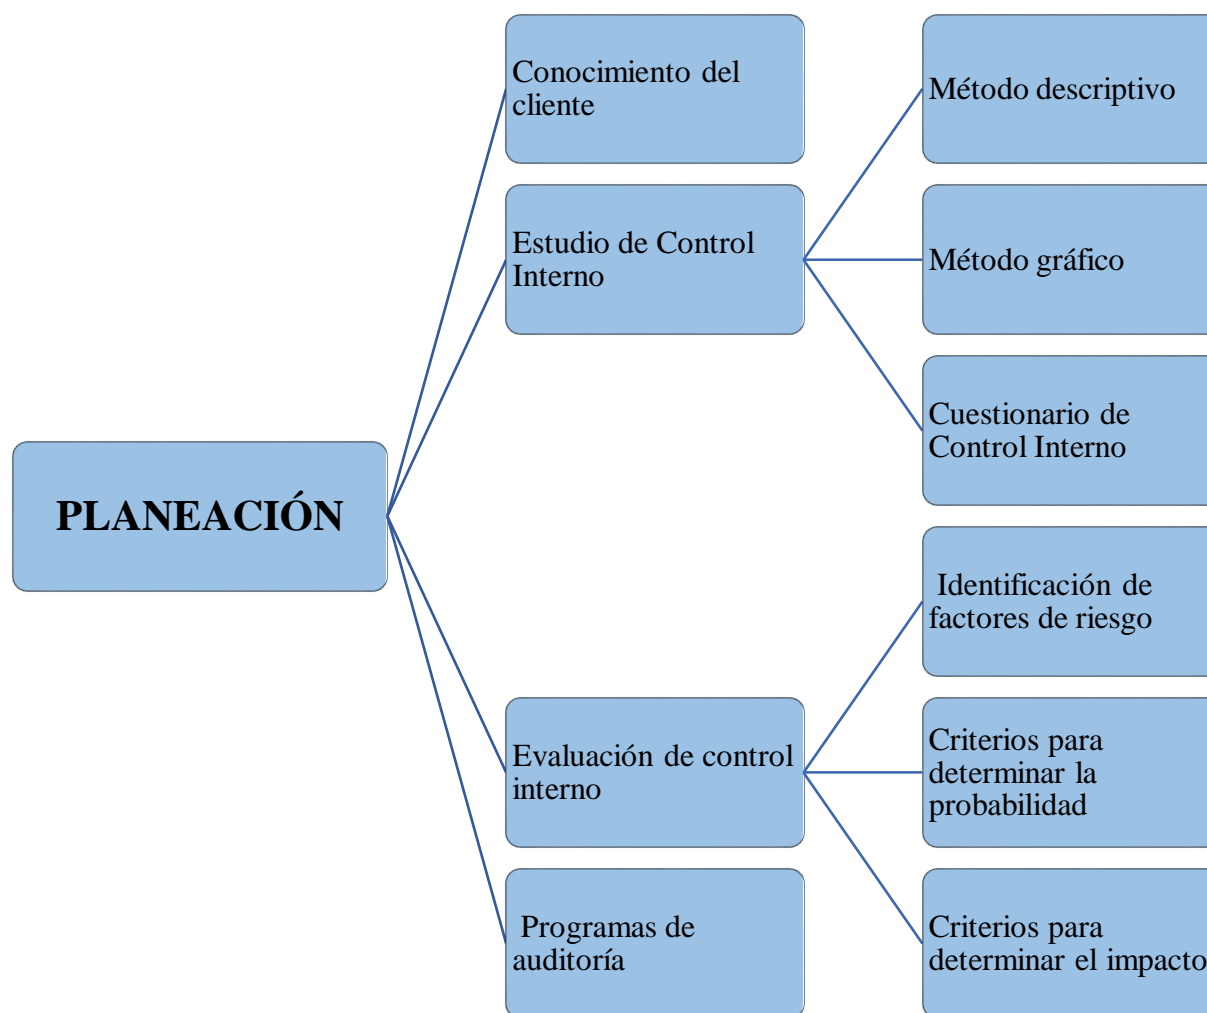 PLANEACIÓN
Conocimiento del
cliente
Estudio de Control
Interno
Método descriptivo
Método gráfico
Cuestionario de
Control Interno
Evaluación de control
interno
Identificación de
factores de riesgo
Criterios para
determinar la
probabilidad
Criterios para
determinar el impacto
Programas de
auditoría